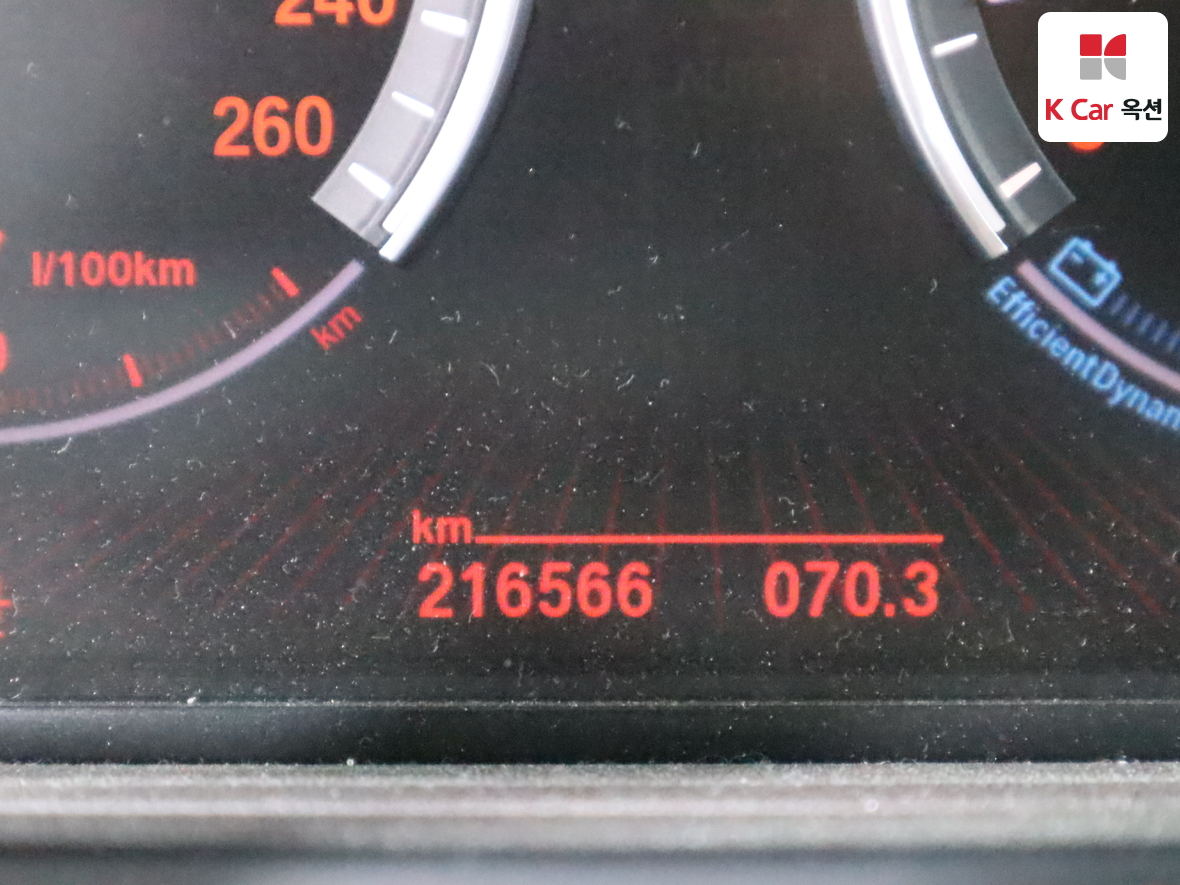 240
260
K Car 옥션
l/100km
km
EfficientDynam
km
216566 070.3